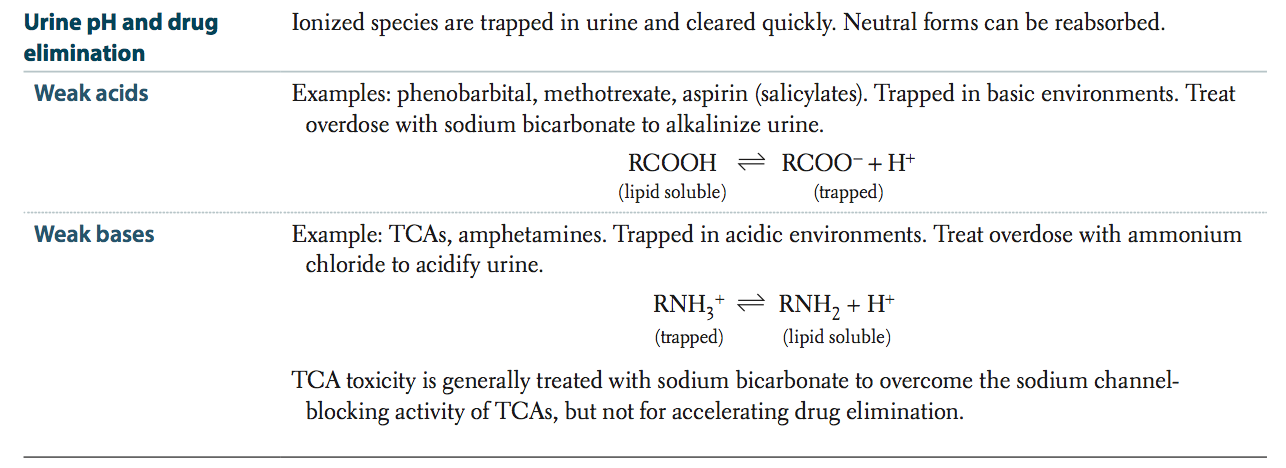 Urine pH and drug elimination
Ionized species are trapped in urine and cleared quickly. Neutral forms can be reabsorbed.
Weak acids
Examples: phenobarbital, methotrexate, aspirin (salicylates). Trapped in basic environments. Treat
overdose with sodium bicarbonate to alkalinize urine.
RCOOH ⇌ RCOO⁻ + H⁺
(lipid soluble) (trapped)
Weak bases
Example: TCAs, amphetamines. Trapped in acidic environments. Treat overdose with ammonium
chloride to acidify urine.
RNH₃⁺ ⇌ RNH₂ + H⁺
(trapped) (lipid soluble)
TCA toxicity is generally treated with sodium bicarbonate to overcome the sodium channel-
blocking activity of TCAs, but not for accelerating drug elimination.